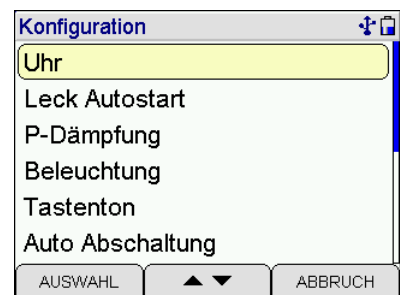 Konfiguration
Uhr
Leck Autostart
P-Dämpfung
Beleuchtung
Tastenton
Auto Abschaltung
AUSWAHL ▲ ▼ ABBRUCH